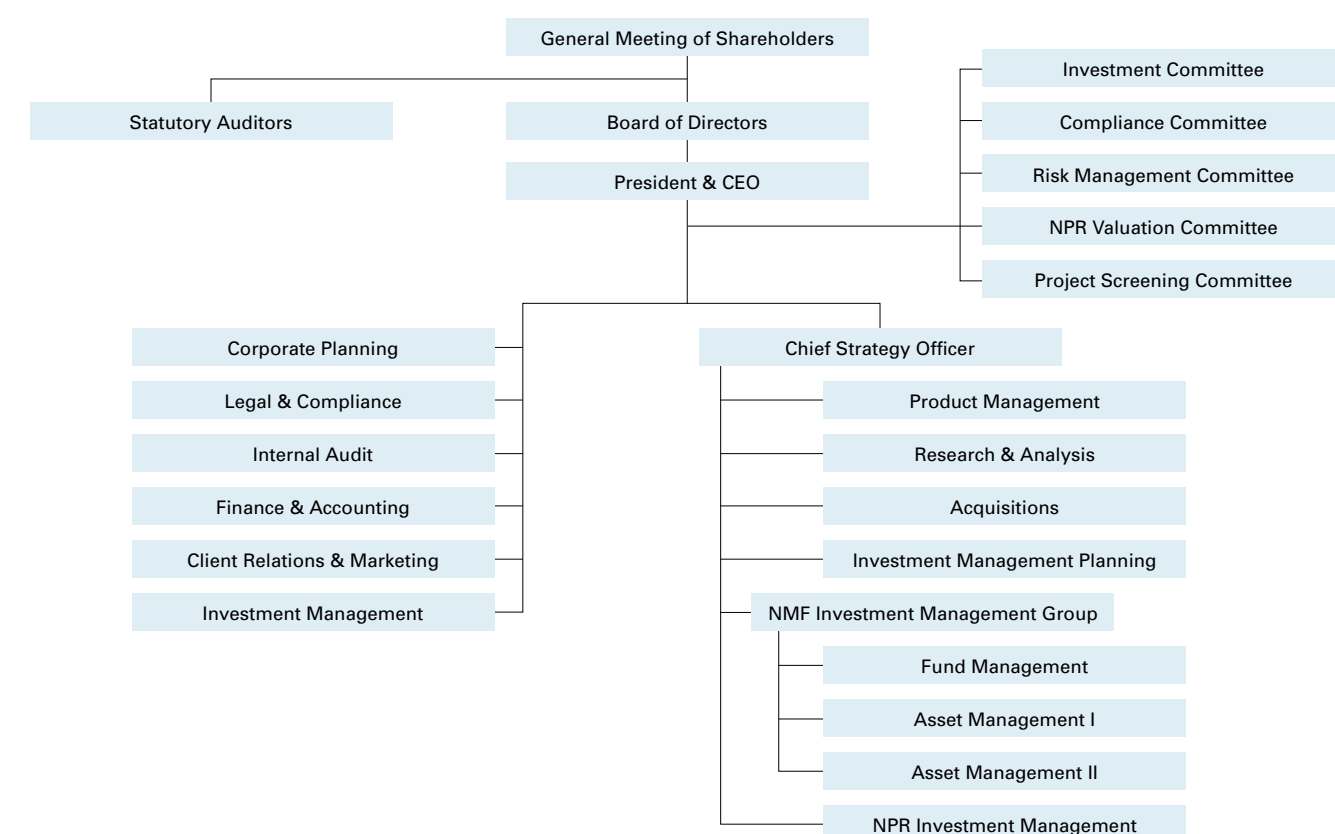 General Meeting of Shareholders
Statutory Auditors
Board of Directors
President & CEO
Investment Committee
Compliance Committee
Risk Management Committee
NPR Valuation Committee
Project Screening Committee
Corporate Planning
Legal & Compliance
Internal Audit
Finance & Accounting
Client Relations & Marketing
Investment Management
Chief Strategy Officer
Product Management
Research & Analysis
Acquisitions
Investment Management Planning
NMF Investment Management Group
Fund Management
Asset Management I
Asset Management II
NPR Investment Management